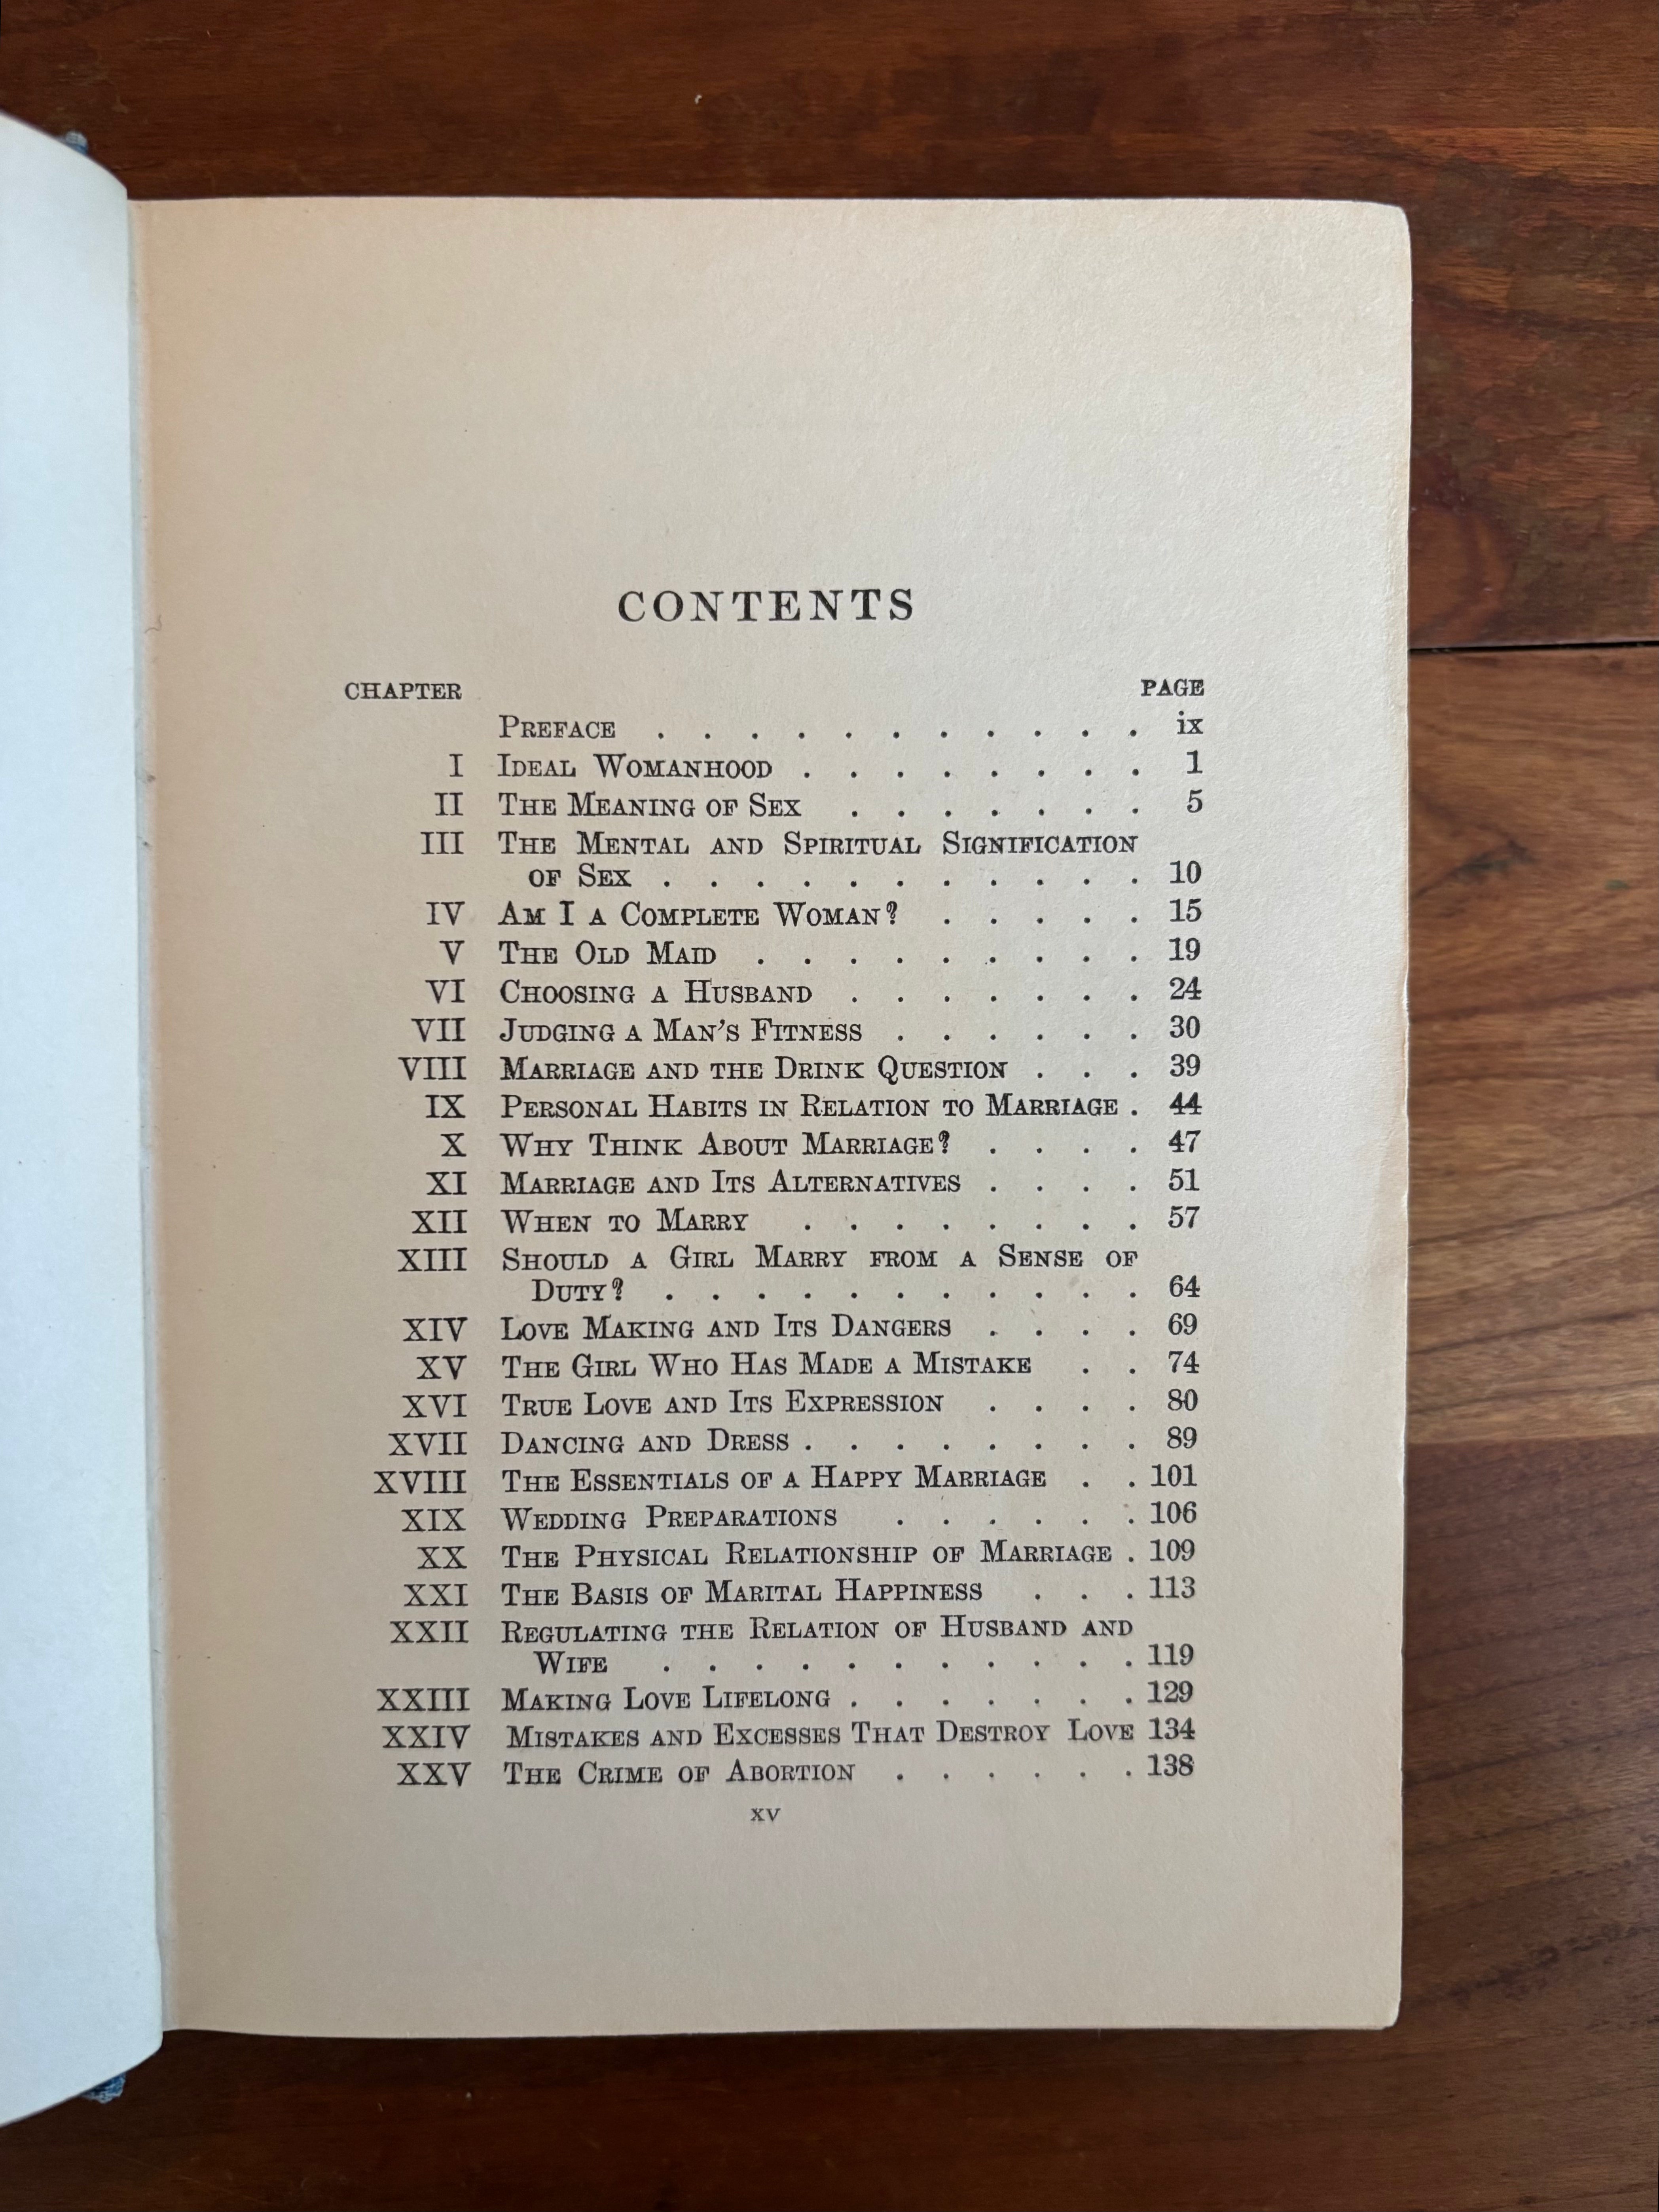 CONTENTS
CHAPTER PAGE
PREFACE . . . . . . . . . . . ix
I IDEAL WOMANHOOD . . . . . . . . 1
II THE MEANING OF SEX . . . . . . . 5
III THE MENTAL AND SPIRITUAL SIGNIFICATION
OF SEX . . . . . . . . . . . 10
IV AM I A COMPLETE WOMAN? . . . . . 15
V THE OLD MAID . . . . . . . . . 19
VI CHOOSING A HUSBAND . . . . . . . 24
VII JUDGING A MAN'S FITNESS . . . . . . 30
VIII MARRIAGE AND THE DRINK QUESTION . . . 39
IX PERSONAL HABITS IN RELATION TO MARRIAGE . 44
X WHY THINK ABOUT MARRIAGE? . . . . 47
XI MARRIAGE AND ITS ALTERNATIVES . . . . 51
XII WHEN TO MARRY . . . . . . . . 57
XIII SHOULD A GIRL MARRY FROM A SENSE OF
DUTY? . . . . . . . . . . . 64
XIV LOVE MAKING AND ITS DANGERS . . . . 69
XV THE GIRL WHO HAS MADE A MISTAKE . . 74
XVI TRUE LOVE AND ITS EXPRESSION . . . . 80
XVII DANCING AND DRESS . . . . . . . . 89
XVIII THE ESSENTIALS OF A HAPPY MARRIAGE . . 101
XIX WEDDING PREPARATIONS . . . . . . 106
XX THE PHYSICAL RELATIONSHIP OF MARRIAGE . 109
XXI THE BASIS OF MARITAL HAPPINESS . . . 113
XXII REGULATING THE RELATION OF HUSBAND AND
WIFE . . . . . . . . . . . 119
XXIII MAKING LOVE LIFELONG . . . . . . . 129
XXIV MISTAKES AND EXCESSES THAT DESTROY LOVE 134
XXV THE CRIME OF ABORTION . . . . . . 138
xv